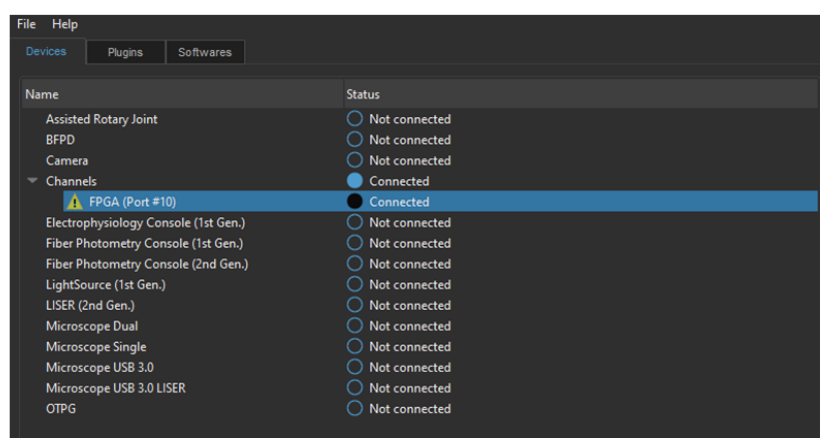 File Help
Devices Plugins Softwares
Name Status
Assisted Rotary Joint Not connected
BFPD Not connected
Camera Not connected
Channels Connected
FPGA (Port #10) Connected
Electrophysiology Console (1st Gen.) Not connected
Fiber Photometry Console (1st Gen.) Not connected
Fiber Photometry Console (2nd Gen.) Not connected
LightSource (1st Gen.) Not connected
LISER (2nd Gen.) Not connected
Microscope Dual Not connected
Microscope Single Not connected
Microscope USB 3.0 Not connected
Microscope USB 3.0 LISER Not connected
OTPG Not connected